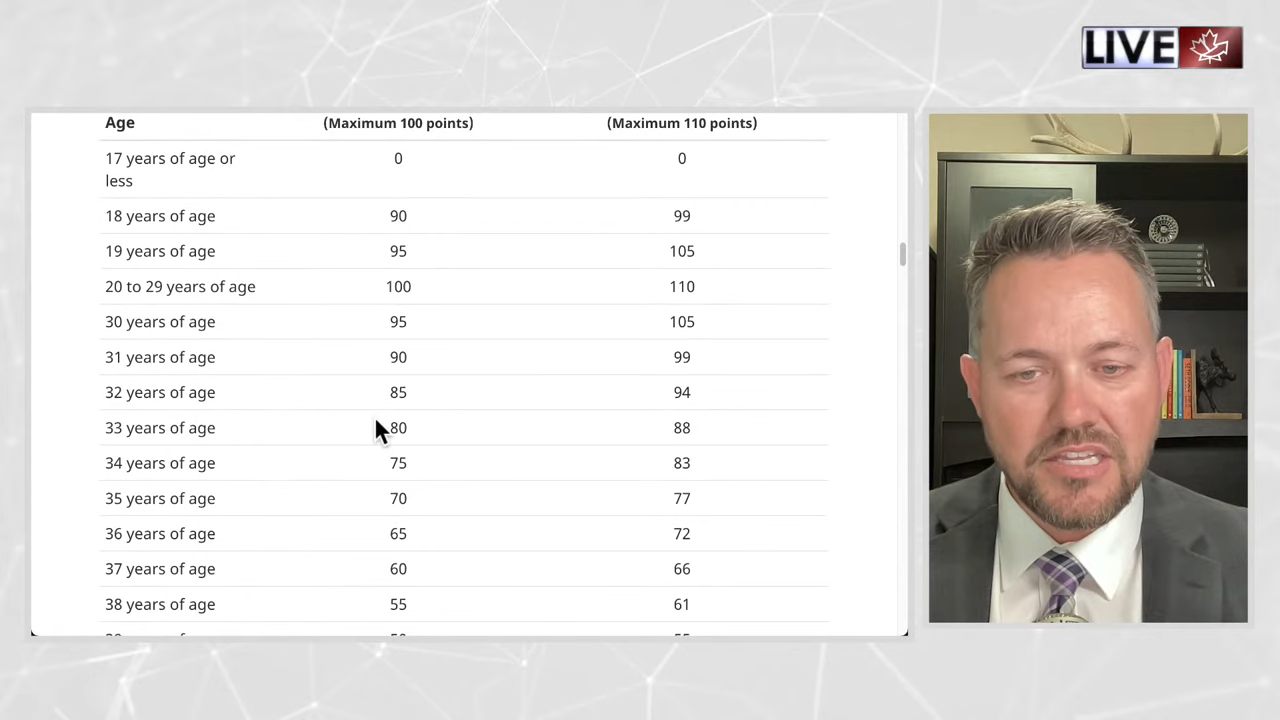 LIVE
Age (Maximum 100 points) (Maximum 110 points)
17 years of age or less 0 0
18 years of age 90 99
19 years of age 95 105
20 to 29 years of age 100 110
30 years of age 95 105
31 years of age 90 99
32 years of age 85 94
33 years of age 80 88
34 years of age 75 83
35 years of age 70 77
36 years of age 65 72
37 years of age 60 66
38 years of age 55 61